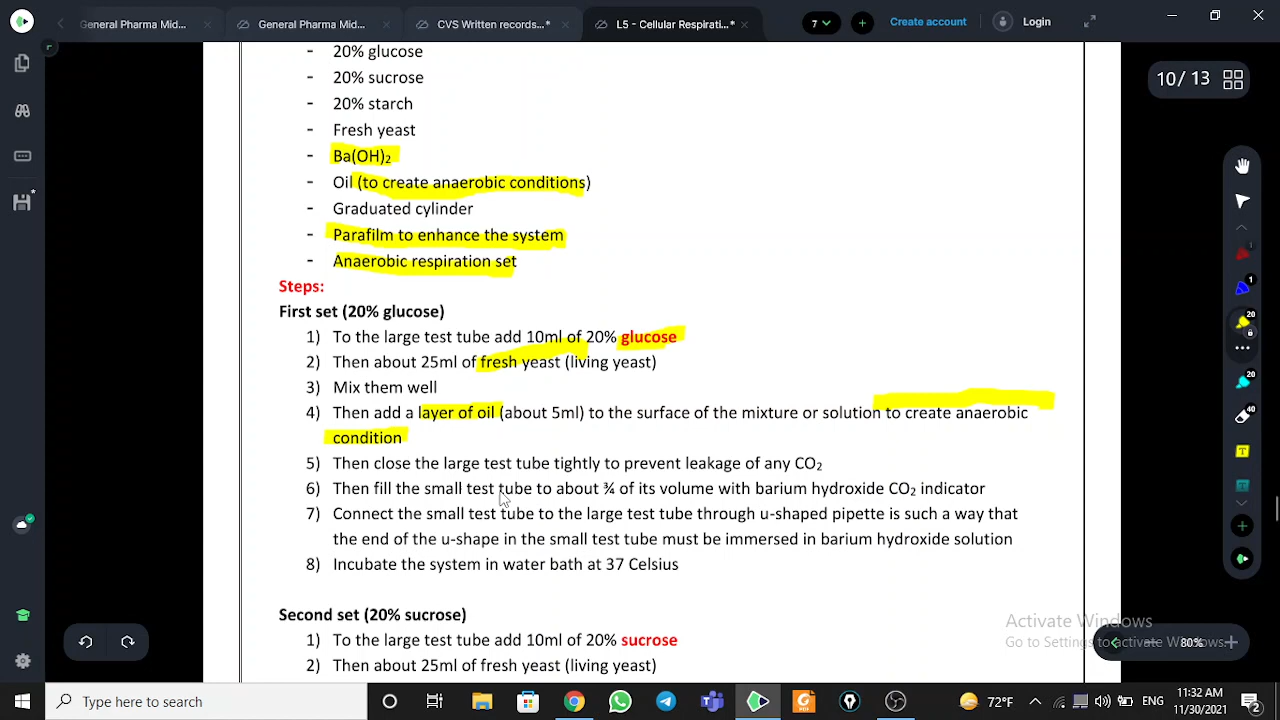 General Pharma Mid...
General Pharma Mid...
CVS Written records...*
L5 - Cellular Respirati...*
7
Create account
Login
10/ 13
- 20% glucose
- 20% sucrose
- 20% starch
- Fresh yeast
- Ba(OH)₂
- Oil (to create anaerobic conditions)
- Graduated cylinder
- Parafilm to enhance the system
- Anaerobic respiration set
Steps:
First set (20% glucose)
1) To the large test tube add 10ml of 20% glucose
2) Then about 25ml of fresh yeast (living yeast)
3) Mix them well
4) Then add a layer of oil (about 5ml) to the surface of the mixture or solution to create anaerobic
condition
5) Then close the large test tube tightly to prevent leakage of any CO₂
6) Then fill the small test tube to about ¾ of its volume with barium hydroxide CO₂ indicator
7) Connect the small test tube to the large test tube through u-shaped pipette is such a way that
the end of the u-shape in the small test tube must be immersed in barium hydroxide solution
8) Incubate the system in water bath at 37 Celsius
Second set (20% sucrose)
1) To the large test tube add 10ml of 20% sucrose
2) Then about 25ml of fresh yeast (living yeast)
1
1
20
20
40
T
Activate Windows
Go to Settings to activate Windows.
80%
Type here to search
72°F
ENG
11:32 AM
11/30/2021
2